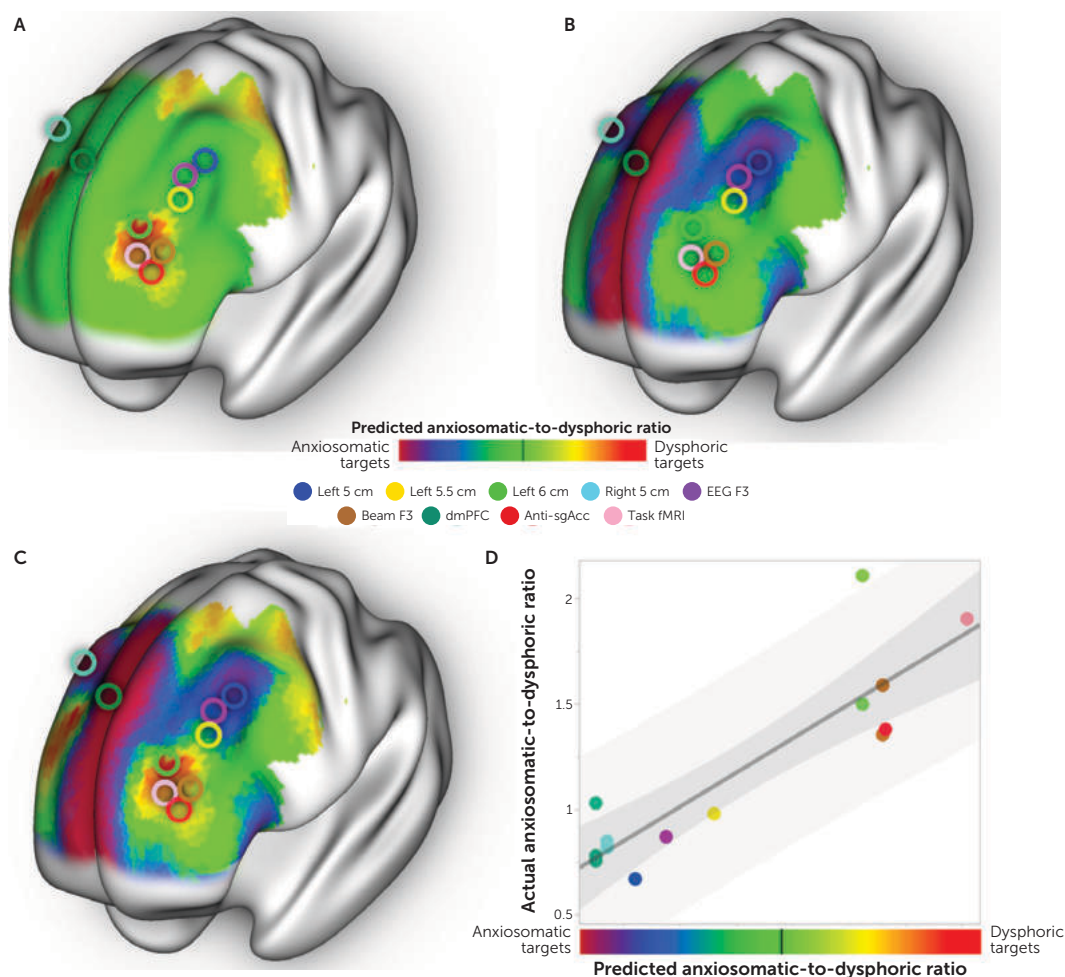 A
B
Predicted anxiosomatic-to-dysphoric ratio
Anxiosomatic targets
Dysphoric targets
Left 5 cm
Left 5.5 cm
Left 6 cm
Right 5 cm
EEG F3
Beam F3
dmPFC
Anti-sgAcc
Task fMRI
C
D
Actual anxiosomatic-to-dysphoric ratio
2
1.5
1
0.5
Anxiosomatic targets
Dysphoric targets
Predicted anxiosomatic-to-dysphoric ratio